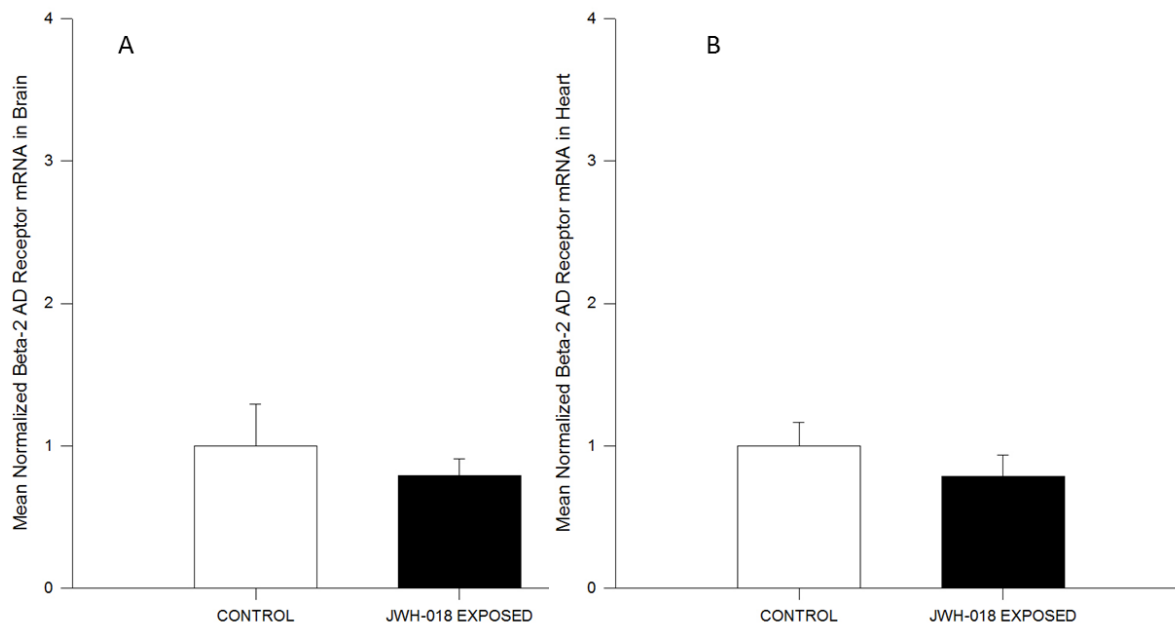 A
Mean Normalized Beta-2 AD Receptor mRNA in Brain
4
3
2
1
0
CONTROL
JWH-018 EXPOSED
B
Mean Normalized Beta-2 AD Receptor mRNA in Heart
4
3
2
1
0
CONTROL
JWH-018 EXPOSED